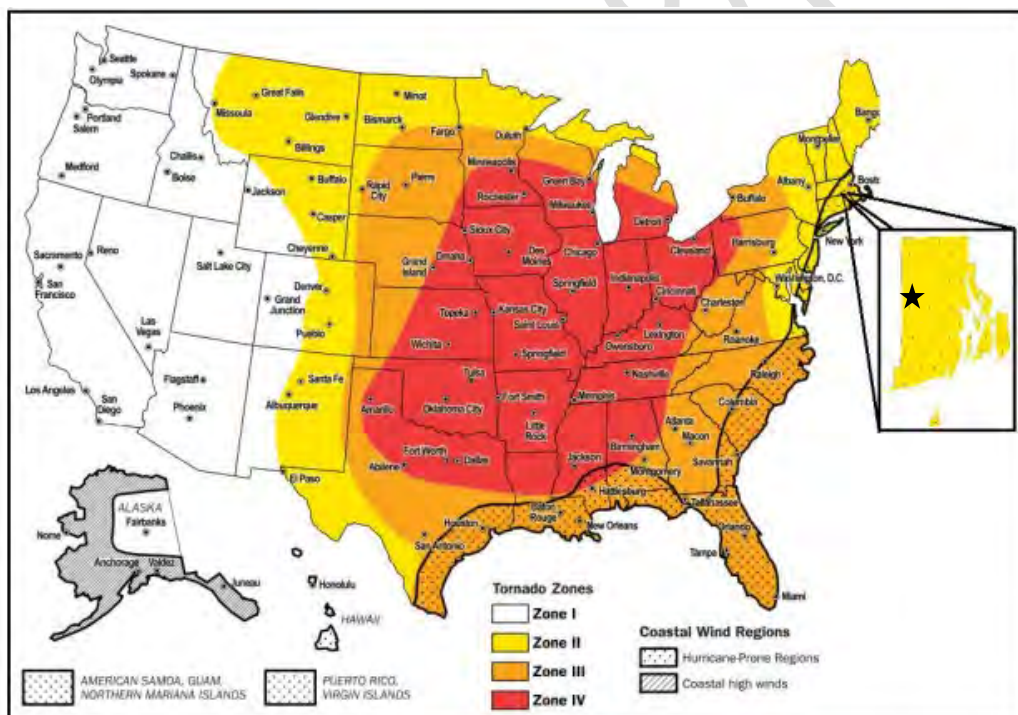 Seattle
Olympia
Spokane
Portland
Salem
Medford
Challis
Boise
Missoula
Great Falls
Glendive
Billings
Jackson
Buffalo
Casper
Cheyenne
Minot
Bismarck
Fargo
Duluth
Rapid
City
Pierre
Minneapolis
Rochester
Green Bay
Milwaukee
Sioux City
Omaha
Des
Moines
Grand
Island
Chicago
Detroit
Cleveland
Buffalo
Albany
Montpelier
Bango
Bosto
New York
Harrisburg
Washington, D.C.
Sacramento
San
Francisco
Reno
Salt Lake City
Las
Vegas
Los Angeles
San
Diego
Flagstaff
Phoenix
Denver
Grand
Junction
Pueblo
Santa Fe
Albuquerque
El Paso
Topeka
Wichita
Kansas City
Saint Louis
Springfield
Springfield
Indianapolis
Cincinnati
Charleston
Lexington
Owensboro
Roanoke
Raleigh
Nashville
Memphis
Tulsa
Oklahoma City
Fort Smith
Little
Rock
Amarillo
Abilene
Fort Worth
Dallas
Jackson
Birmingham
Montgomery
Atlanta
Macon
Columbia
Savannah
Hattiesburg
Tallahassee
Baton
Rouge
New Orleans
Houston
San Antonio
Orlando
Tampa
Miami
ALASKA
Fairbanks
Nome
Anchorage
Valdez
Juneau
Honolulu
HAWAII
AMERICAN SAMOA, GUAM,
NORTHERN MARIANA ISLANDS
PUERTO RICO,
VIRGIN ISLANDS
Tornado Zones
Zone I
Zone II
Zone III
Zone IV
Coastal Wind Regions
Hurricane-Prone Regions
Coastal high winds